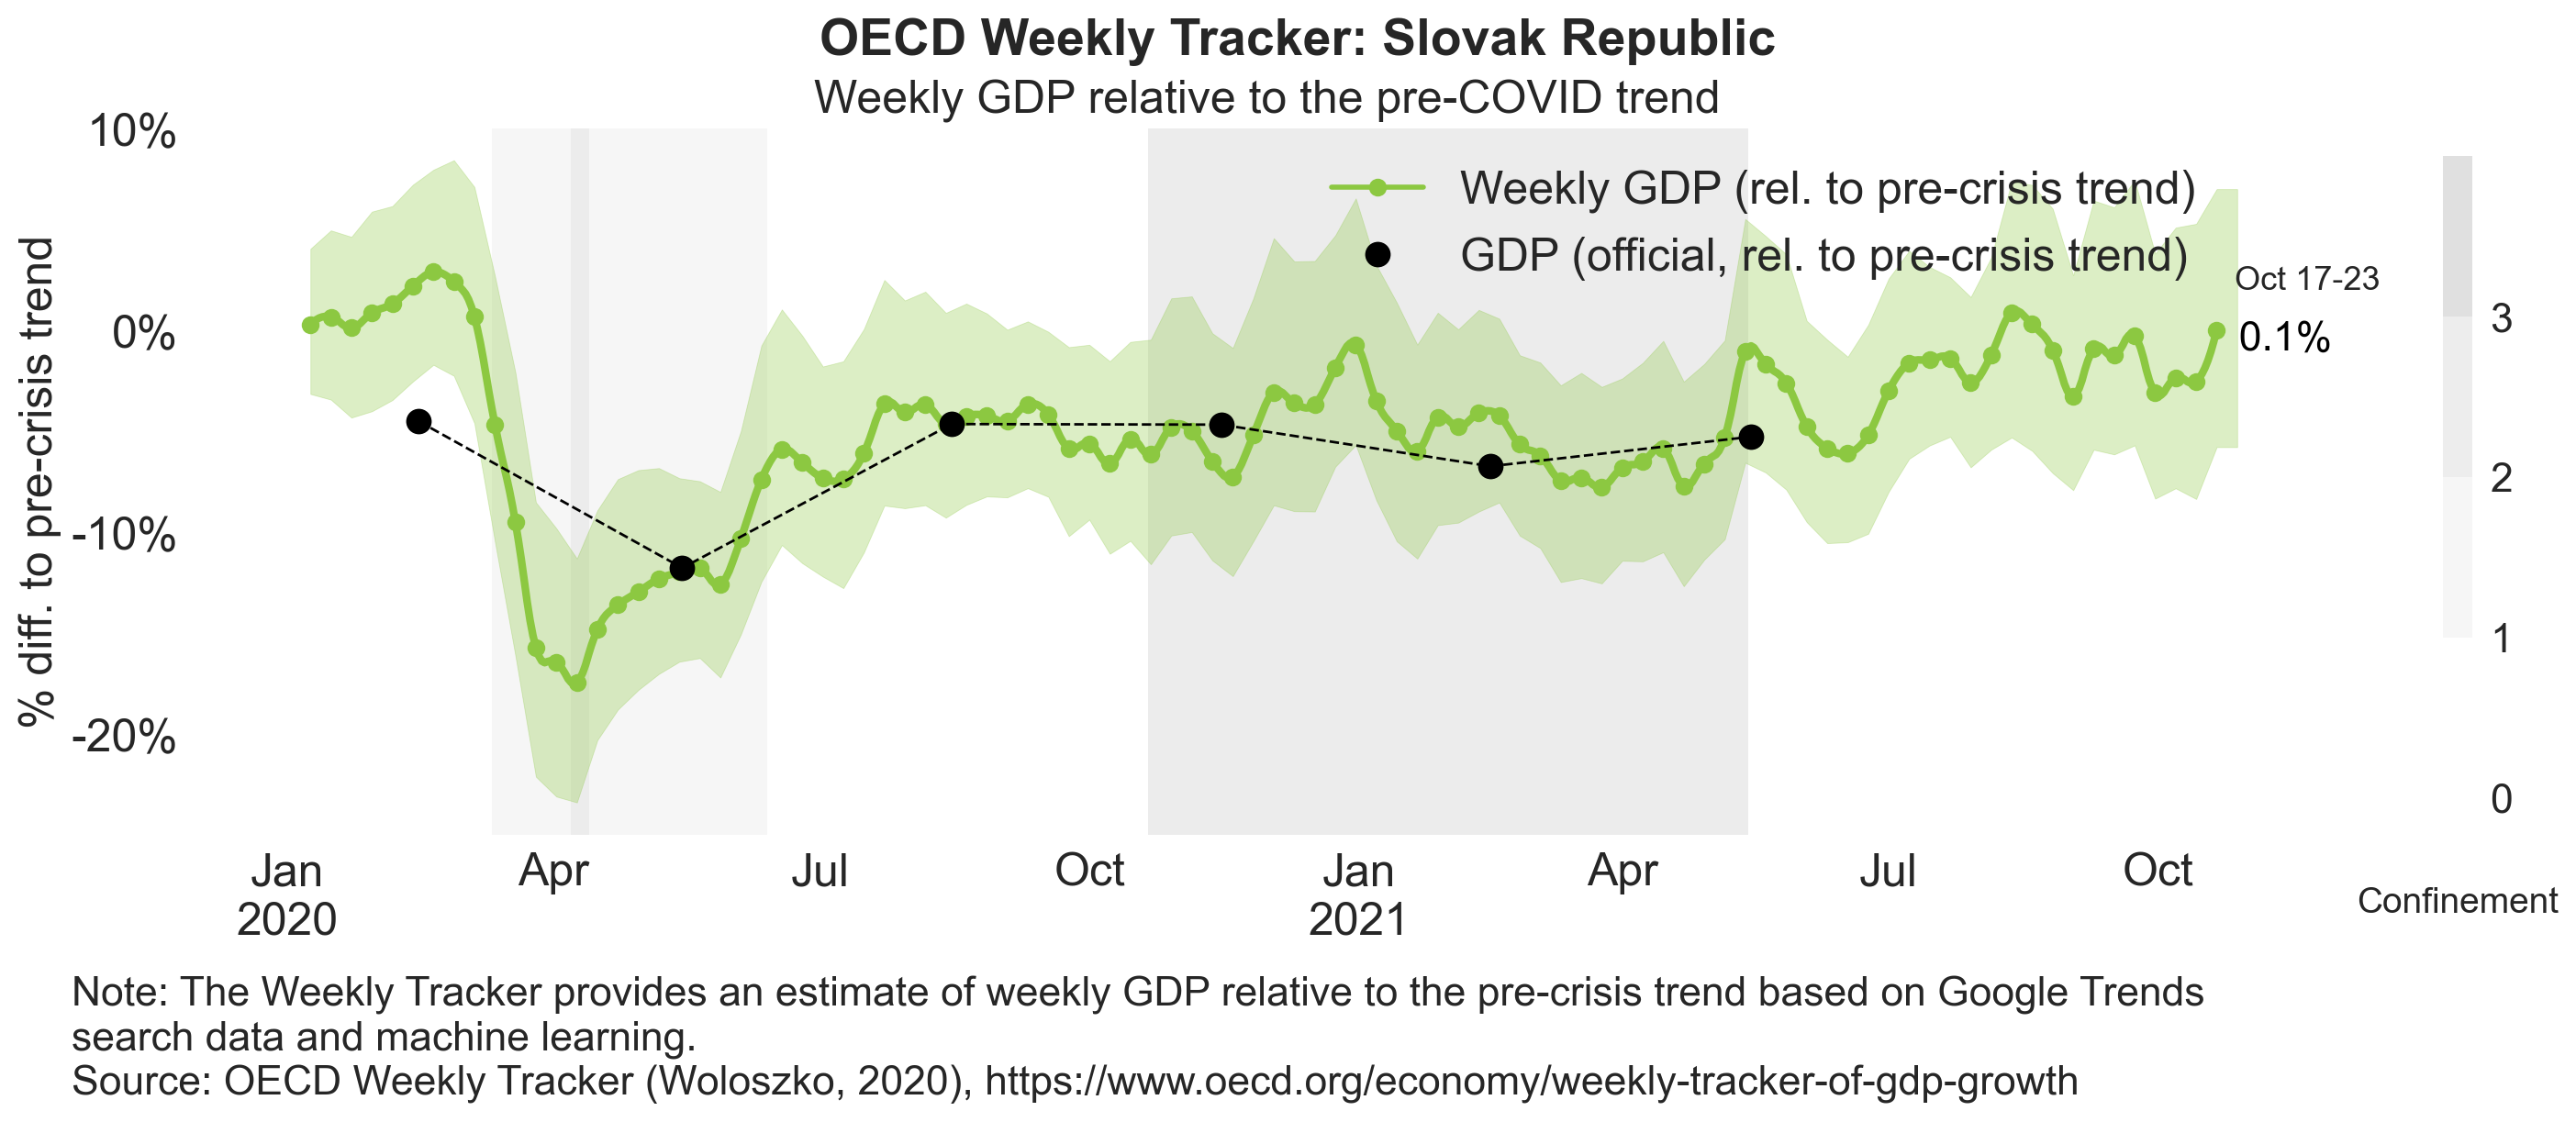 OECD Weekly Tracker: Slovak Republic
Weekly GDP relative to the pre-COVID trend
10%
0%
-10%
-20%
% diff. to pre-crisis trend
Weekly GDP (rel. to pre-crisis trend)
GDP (official, rel. to pre-crisis trend)
Oct 17-23
0.1%
3
2
1
0
Confinement
Jan
2020
Apr
Jul
Oct
Jan
2021
Apr
Jul
Oct
Note: The Weekly Tracker provides an estimate of weekly GDP relative to the pre-crisis trend based on Google Trends
search data and machine learning.
Source: OECD Weekly Tracker (Woloszko, 2020), https://www.oecd.org/economy/weekly-tracker-of-gdp-growth